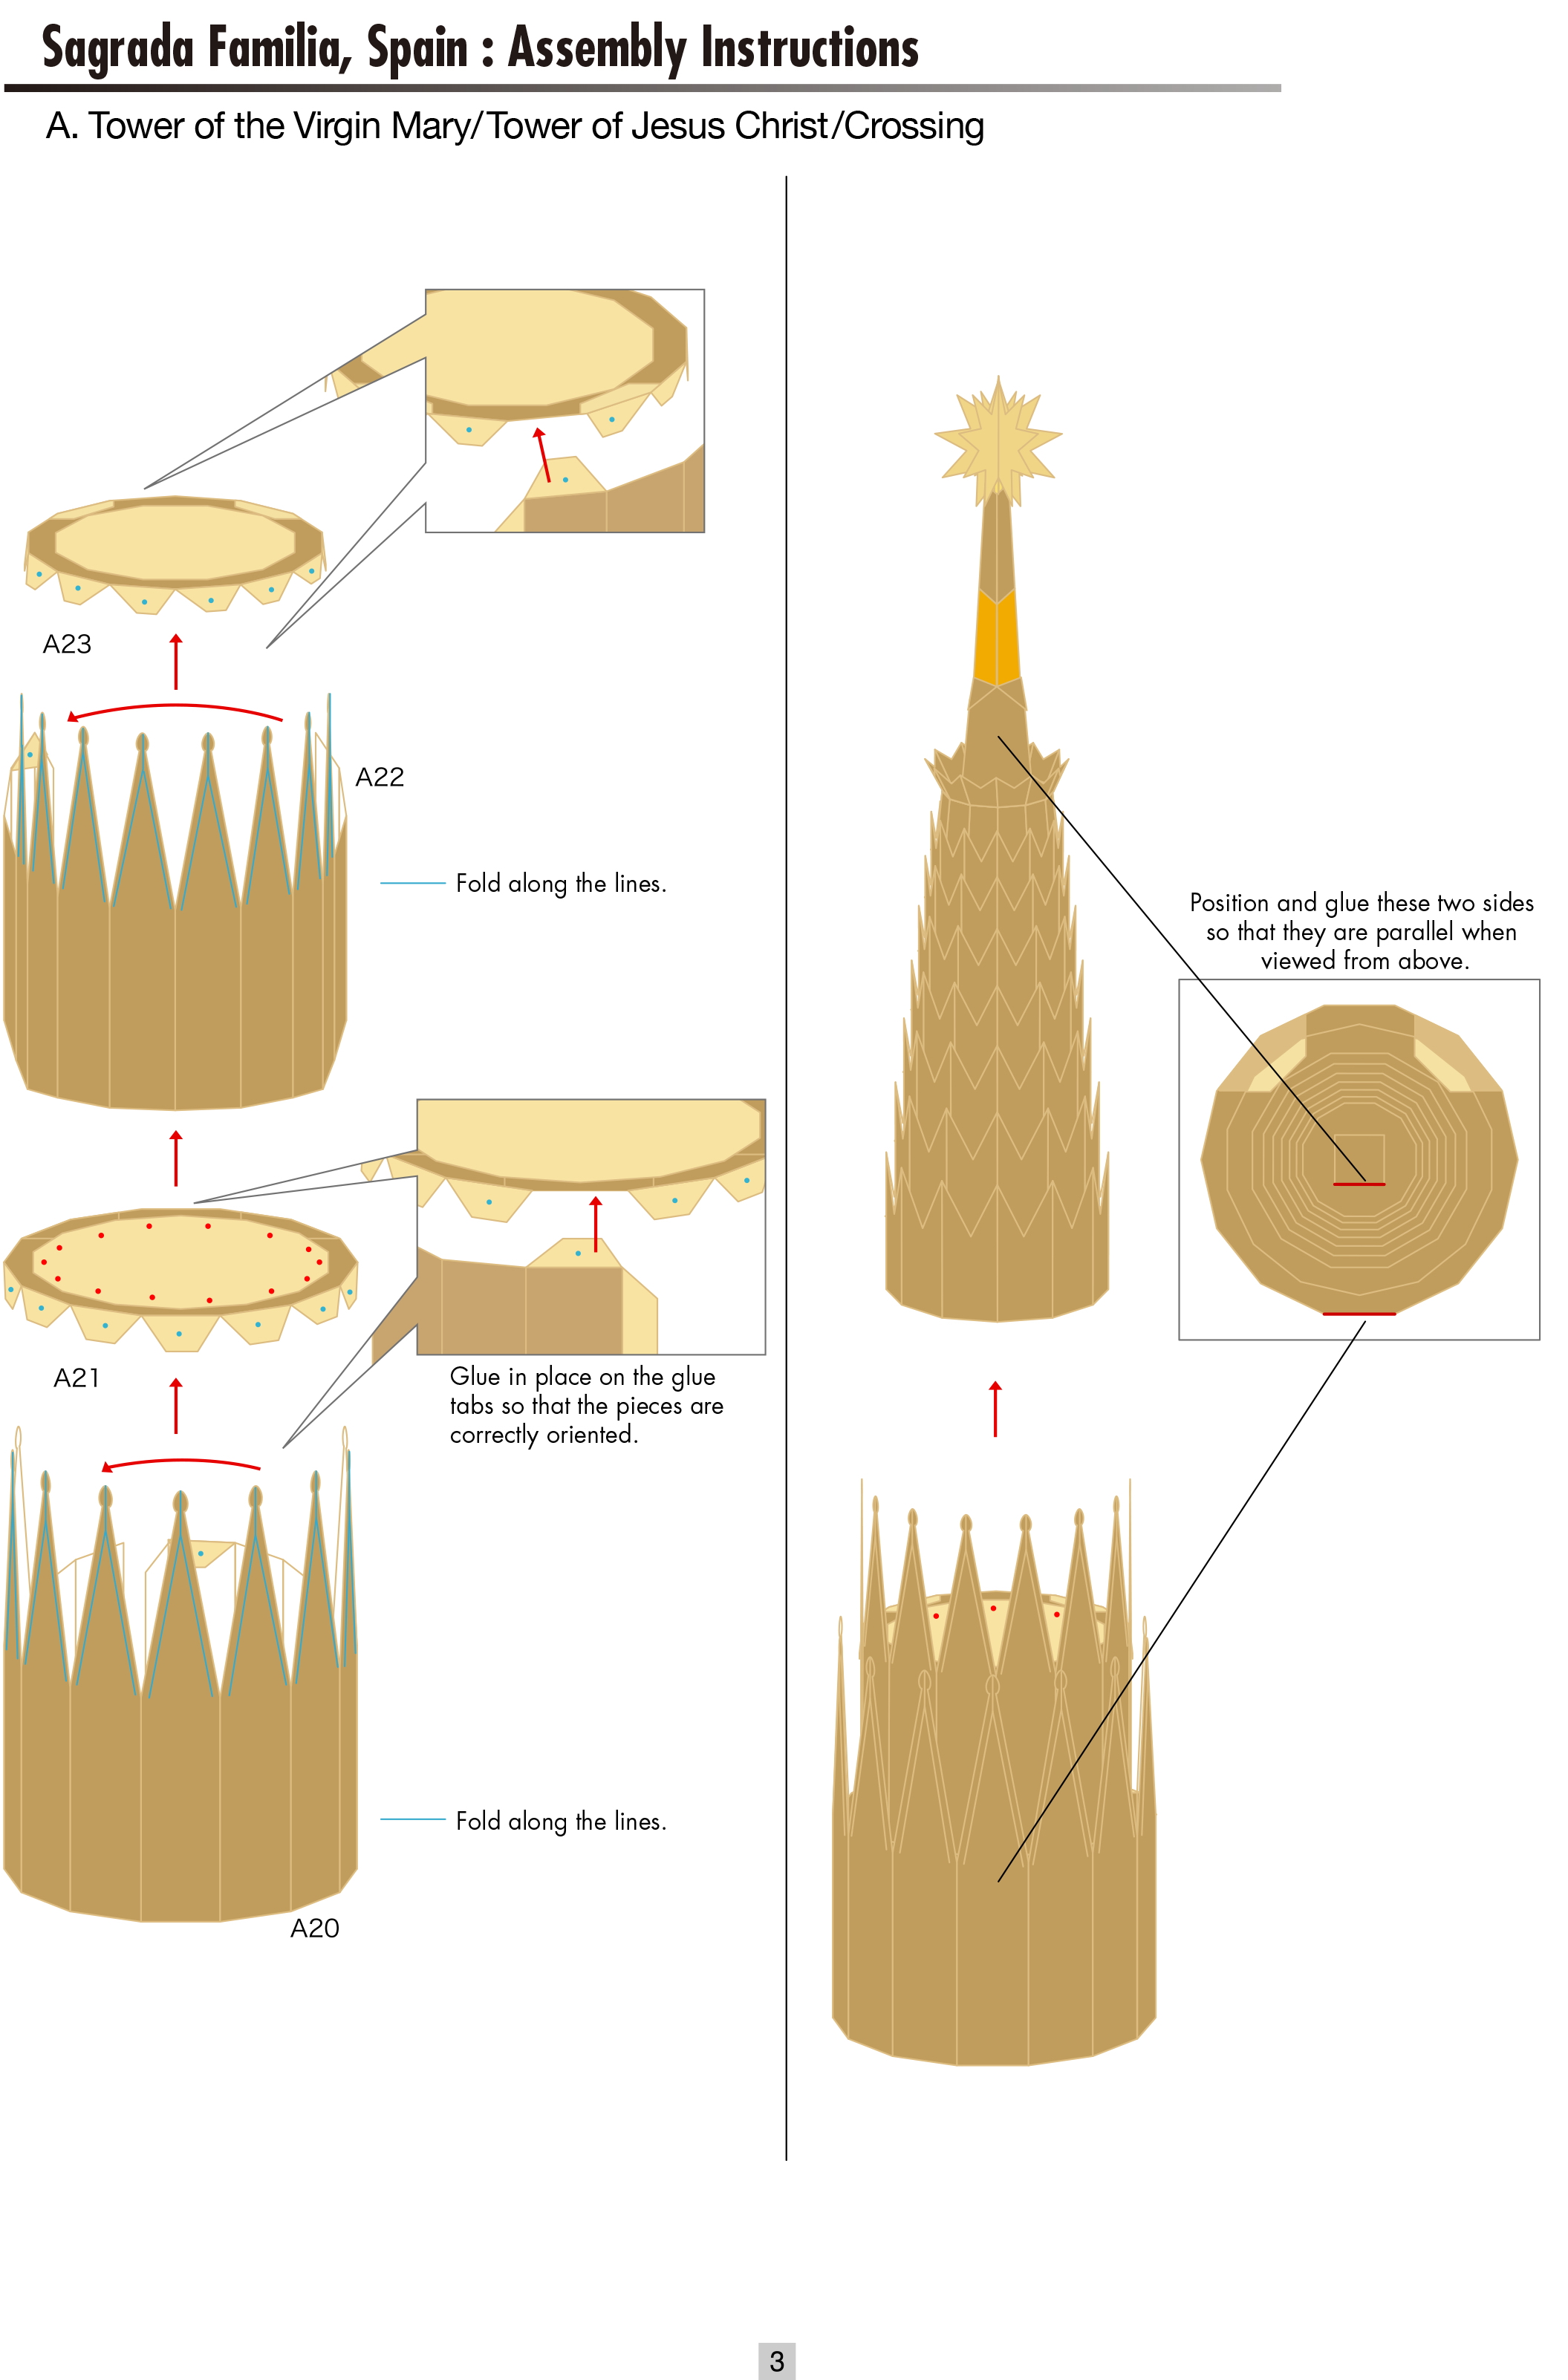 Sagrada Familia, Spain : Assembly Instructions
A. Tower of the Virgin Mary/Tower of Jesus Christ/Crossing
A23
A22
Fold along the lines.
A21
Glue in place on the glue
tabs so that the pieces are
correctly oriented.
Fold along the lines.
A20
Position and glue these two sides
so that they are parallel when
viewed from above.
3